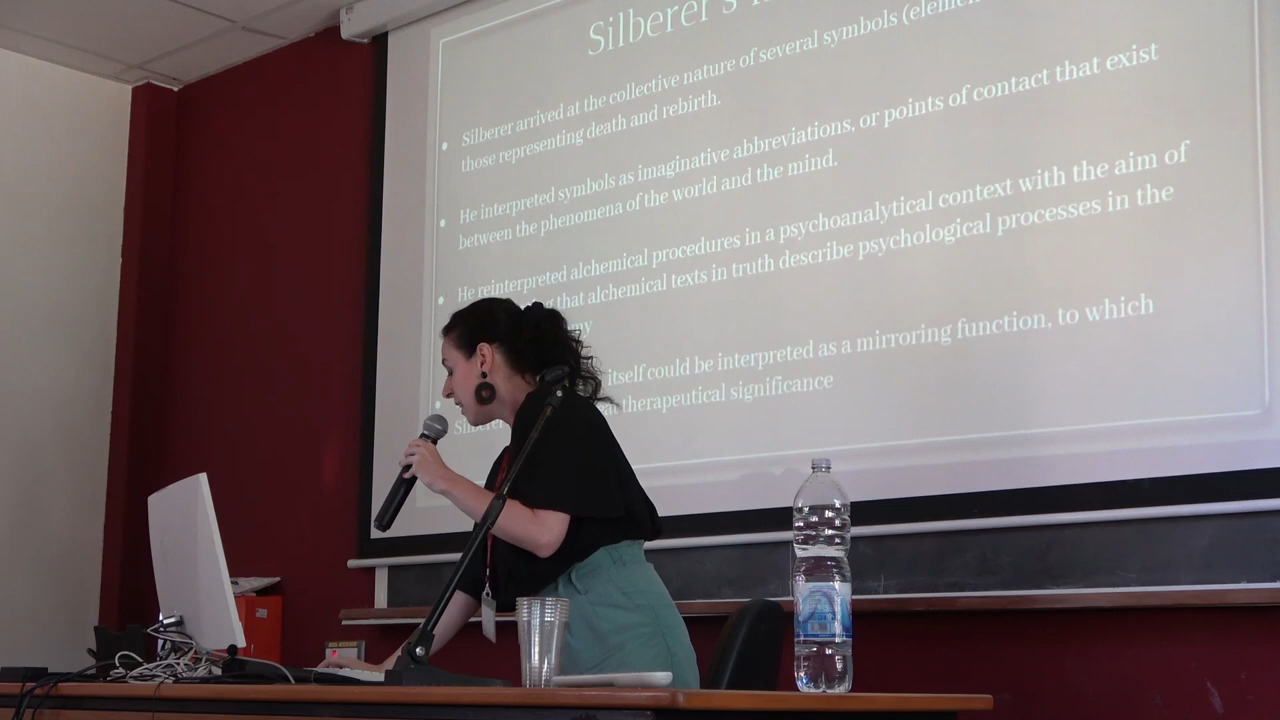 Silberer's
Silberer arrived at the collective nature of several symbols
those representing death and rebirth.
He interpreted symbols as imaginative abbreviations, or points of contact that exist
between the phenomena of the world and the mind.
He reinterpreted alchemical procedures in a psychoanalytical context with the aim of
that alchemical texts in truth describe psychological processes in the
itself could be interpreted as a mirroring function, to which
Silberer therapeutical significance